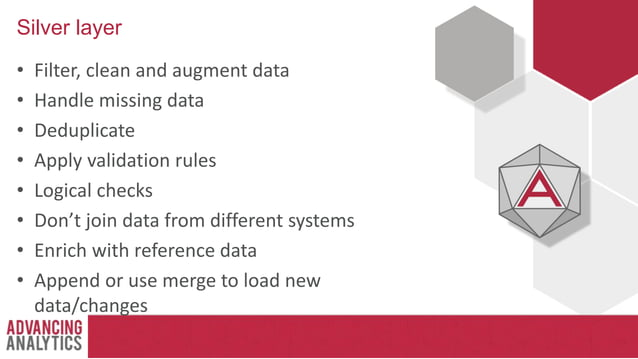 Silver layer
• Filter, clean and augment data
• Handle missing data
• Deduplicate
• Apply validation rules
• Logical checks
• Don’t join data from different systems
• Enrich with reference data
• Append or use merge to load new
data/changes
A
ADVANCING
ANALYTICS